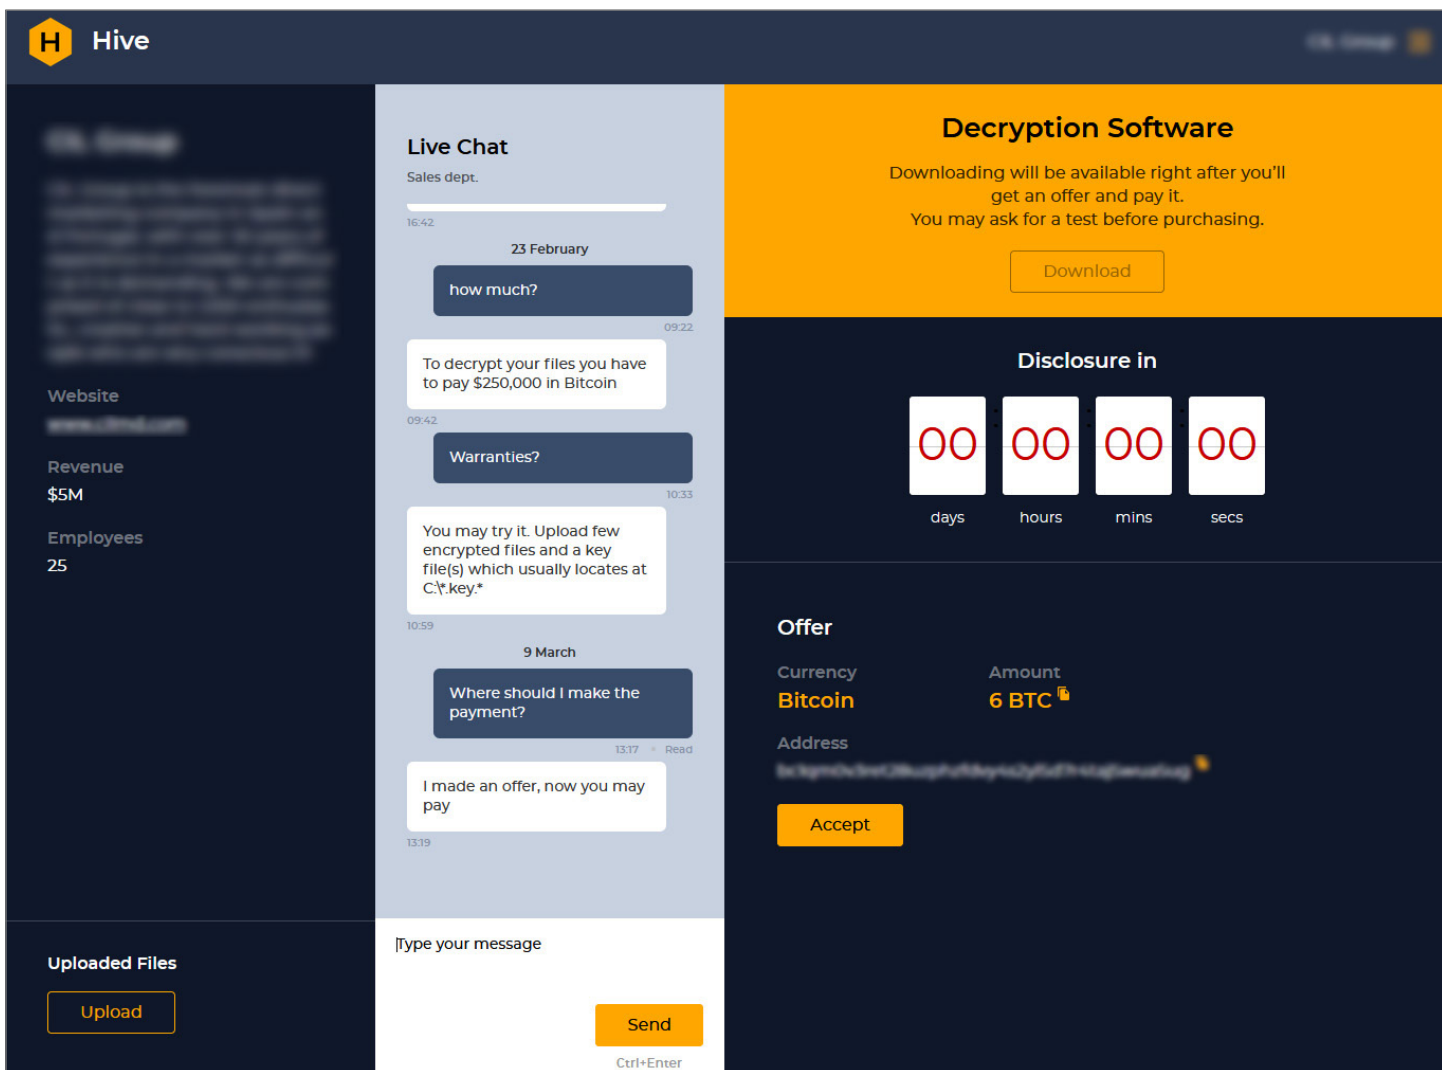 H Hive
Website
Revenue
$5M
Employees
25
Uploaded Files
Upload
Live Chat
Sales dept.
16:42
23 February
how much?
09:22
To decrypt your files you have
to pay $250,000 in Bitcoin
09:42
Warranties?
10:33
You may try it. Upload few
encrypted files and a key
file(s) which usually locates at
C:\*.key.*
10:59
9 March
Where should I make the
payment?
13:17 • Read
I made an offer, now you may
pay
13:19
Type your message
Send
Ctrl+Enter
Decryption Software
Downloading will be available right after you’ll
get an offer and pay it.
You may ask for a test before purchasing.
Download
Disclosure in
00 : 00 : 00 : 00
days hours mins secs
Offer
Currency Amount
Bitcoin 6 BTC
Address
Accept